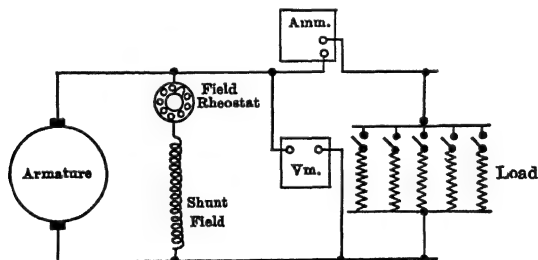 Amm.
Field
Rheostat
Armature
Vm.
Load
Shunt
Field